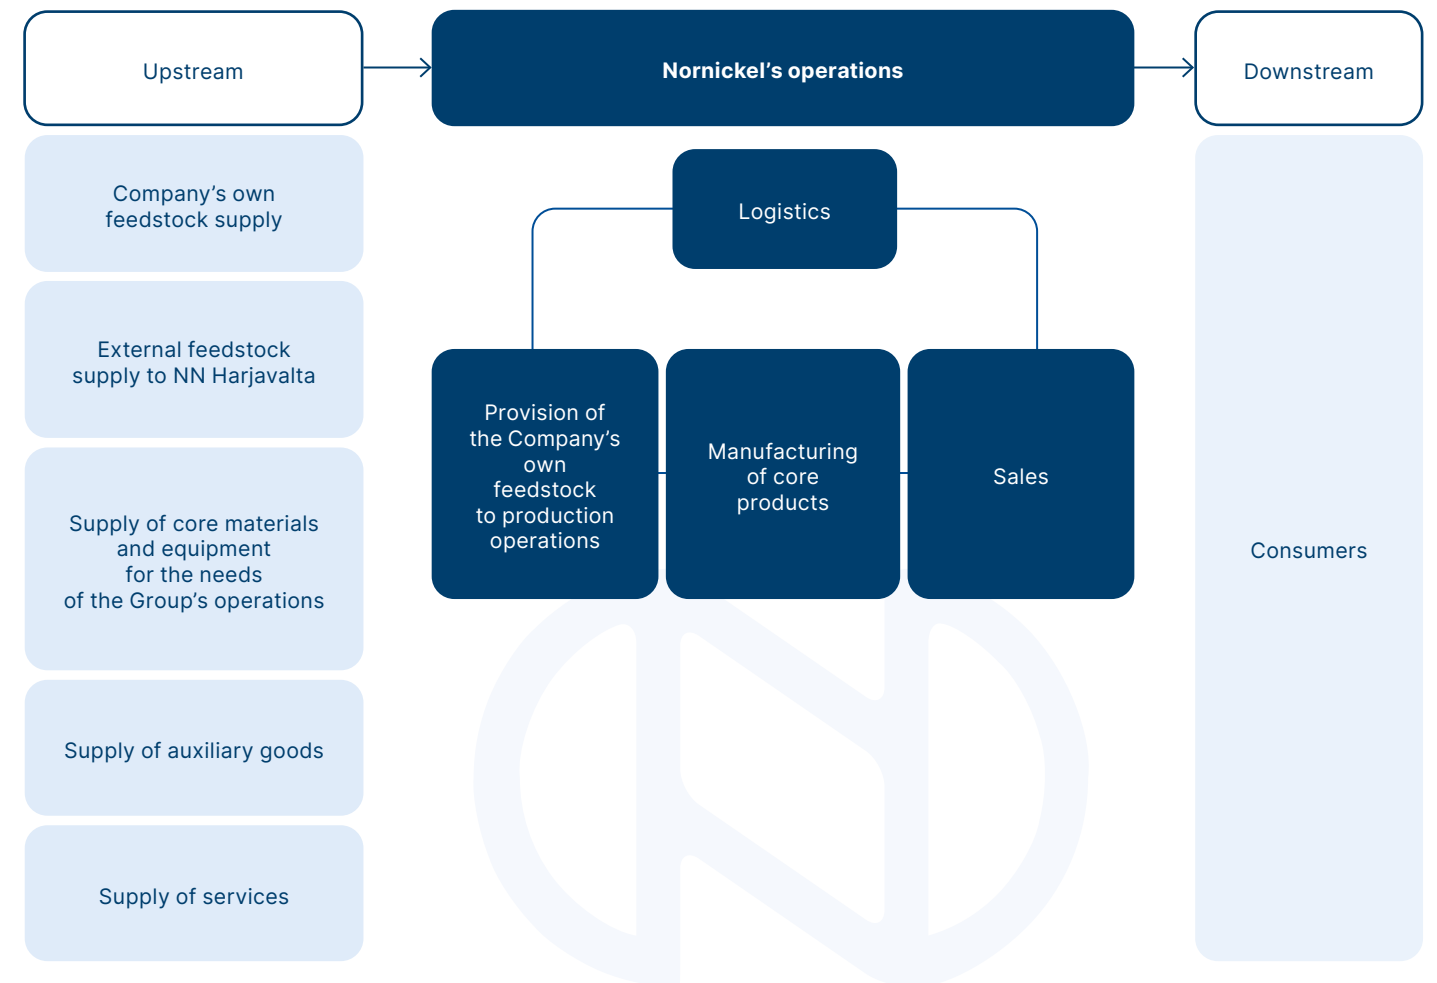 Upstream
Nornickel’s operations
Downstream
Company’s own
feedstock supply
External feedstock
supply to NN Harjavalta
Supply of core materials
and equipment
for the needs
of the Group’s operations
Supply of auxiliary goods
Supply of services
Logistics
Provision of
the Company’s
own
feedstock
to production
operations
Manufacturing
of core
products
Sales
Consumers